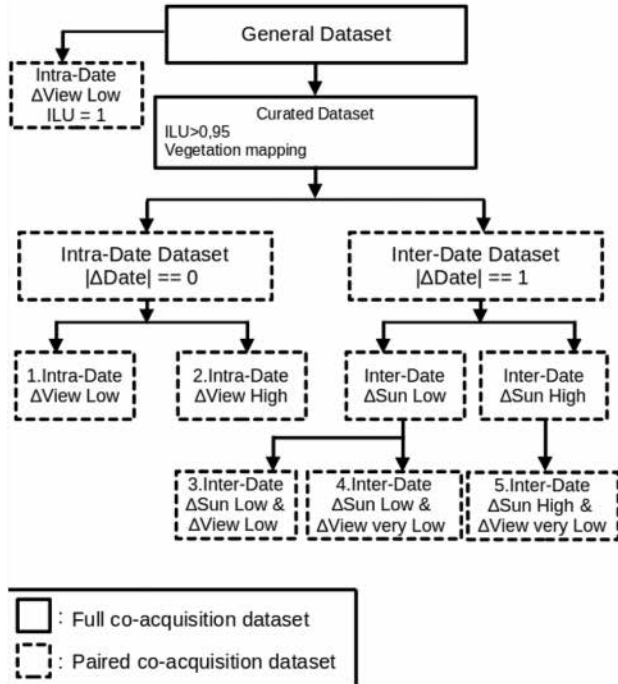 General Dataset
Intra-Date
ΔView Low
ILU = 1
Curated Dataset
ILU>0,95
Vegetation mapping
Intra-Date Dataset
|ΔDate| == 0
Inter-Date Dataset
|ΔDate| == 1
1.Intra-Date
ΔView Low
2.Intra-Date
ΔView High
Inter-Date
ΔSun Low
Inter-Date
ΔSun High
3.Inter-Date
ΔSun Low &
ΔView Low
4.Inter-Date
ΔSun Low &
ΔView very Low
5.Inter-Date
ΔSun High &
ΔView very Low
: Full co-acquisition dataset
: Paired co-acquisition dataset